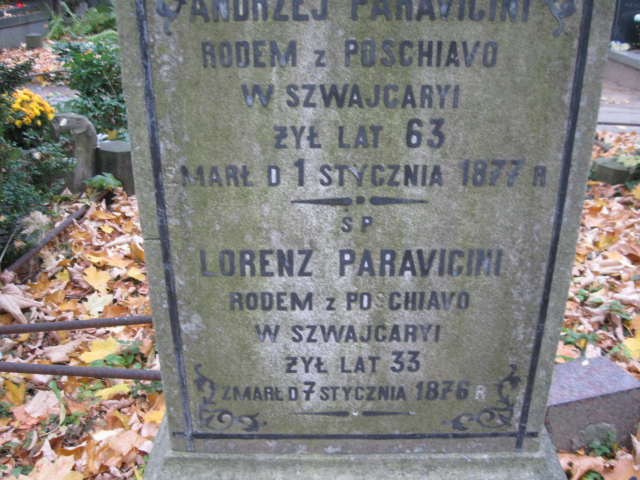 ANDRZEJ PARAVICINI
RODEM z POSCHIAVO
W SZWAJCARYI
ŻYŁ LAT 63
ZMARŁ D 1 STYCZNIA 1877 R
S P
LORENZ PARAVICINI
RODEM z POSCHIAVO
W SZWAJCARYI
ŻYŁ LAT 33
ZMARŁ D 7 STYCZNIA 1876 R